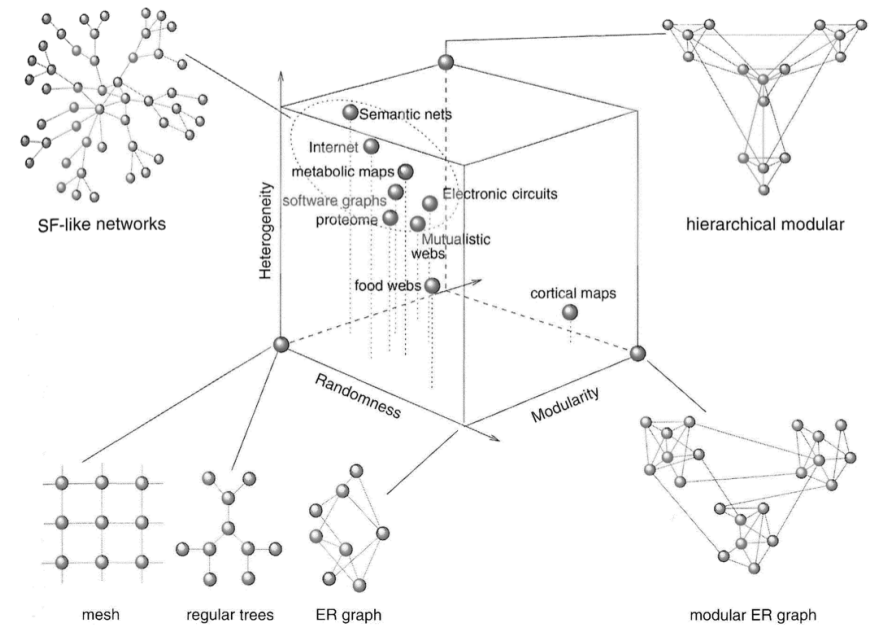 Semantic nets
Internet
metabolic maps
Electronic circuits
software graphs
proteome
SF-like networks
hierarchical modular
Mutualistic
webs
Heterogeneity
food webs
cortical maps
Randomness
Modularity
mesh
regular trees
ER graph
modular ER graph